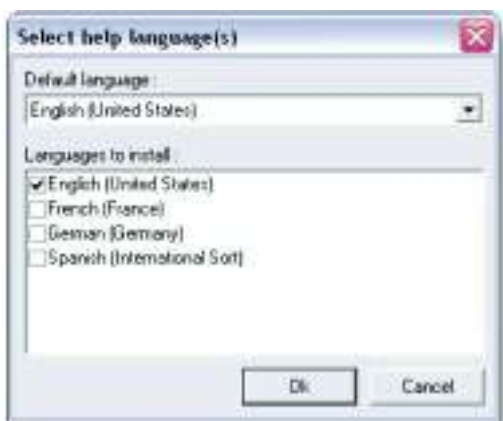 Select help language(s)
Default language :
English (United States)
Languages to install :
English (United States)
French (France)
German (Germany)
Spanish (International Sort)
Ok
Cancel